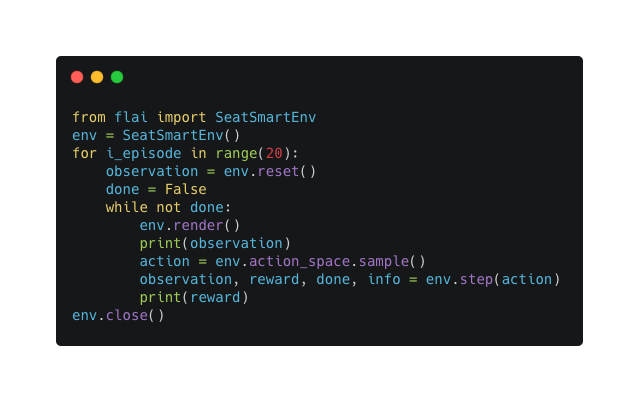 from flai import SeatSmartEnv
env = SeatSmartEnv()
for i_episode in range(20):
    observation = env.reset()
    done = False
    while not done:
        env.render()
        print(observation)
        action = env.action_space.sample()
        observation, reward, done, info = env.step(action)
        print(reward)
env.close()